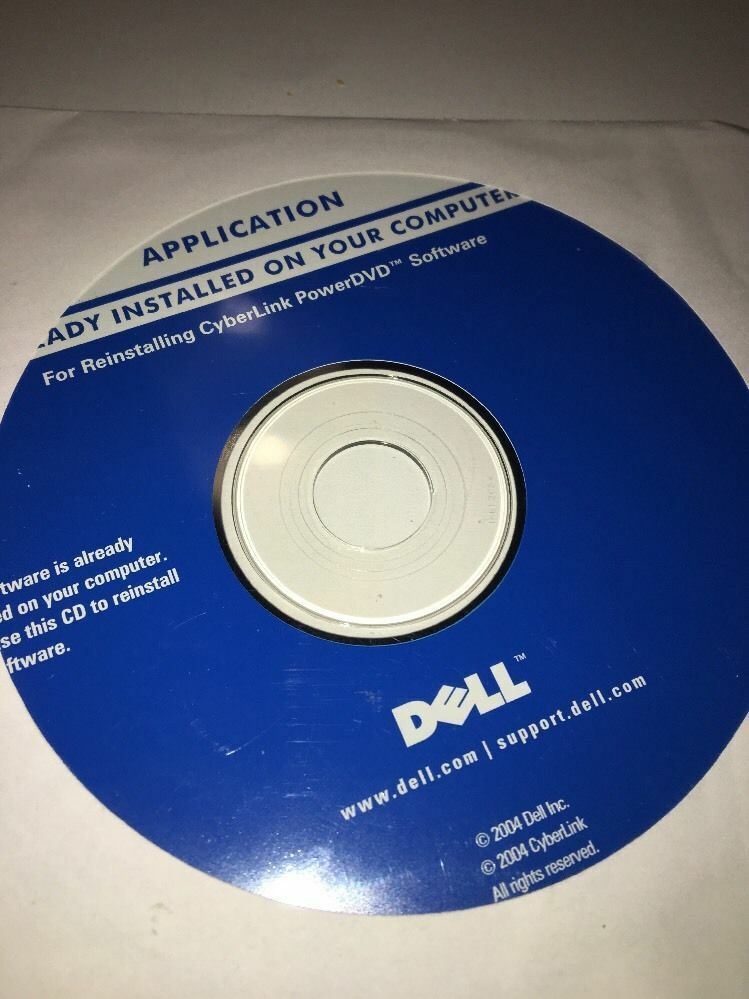 APPLICATION
ADY INSTALLED ON YOUR COMPUTER
For Reinstalling CyberLink PowerDVD™ Software
tware is already
d on your computer.
se this CD to reinstall
ftware.
DELL™
www.dell.com | support.dell.com
© 2004 Dell Inc.
© 2004 CyberLink
All rights reserved.